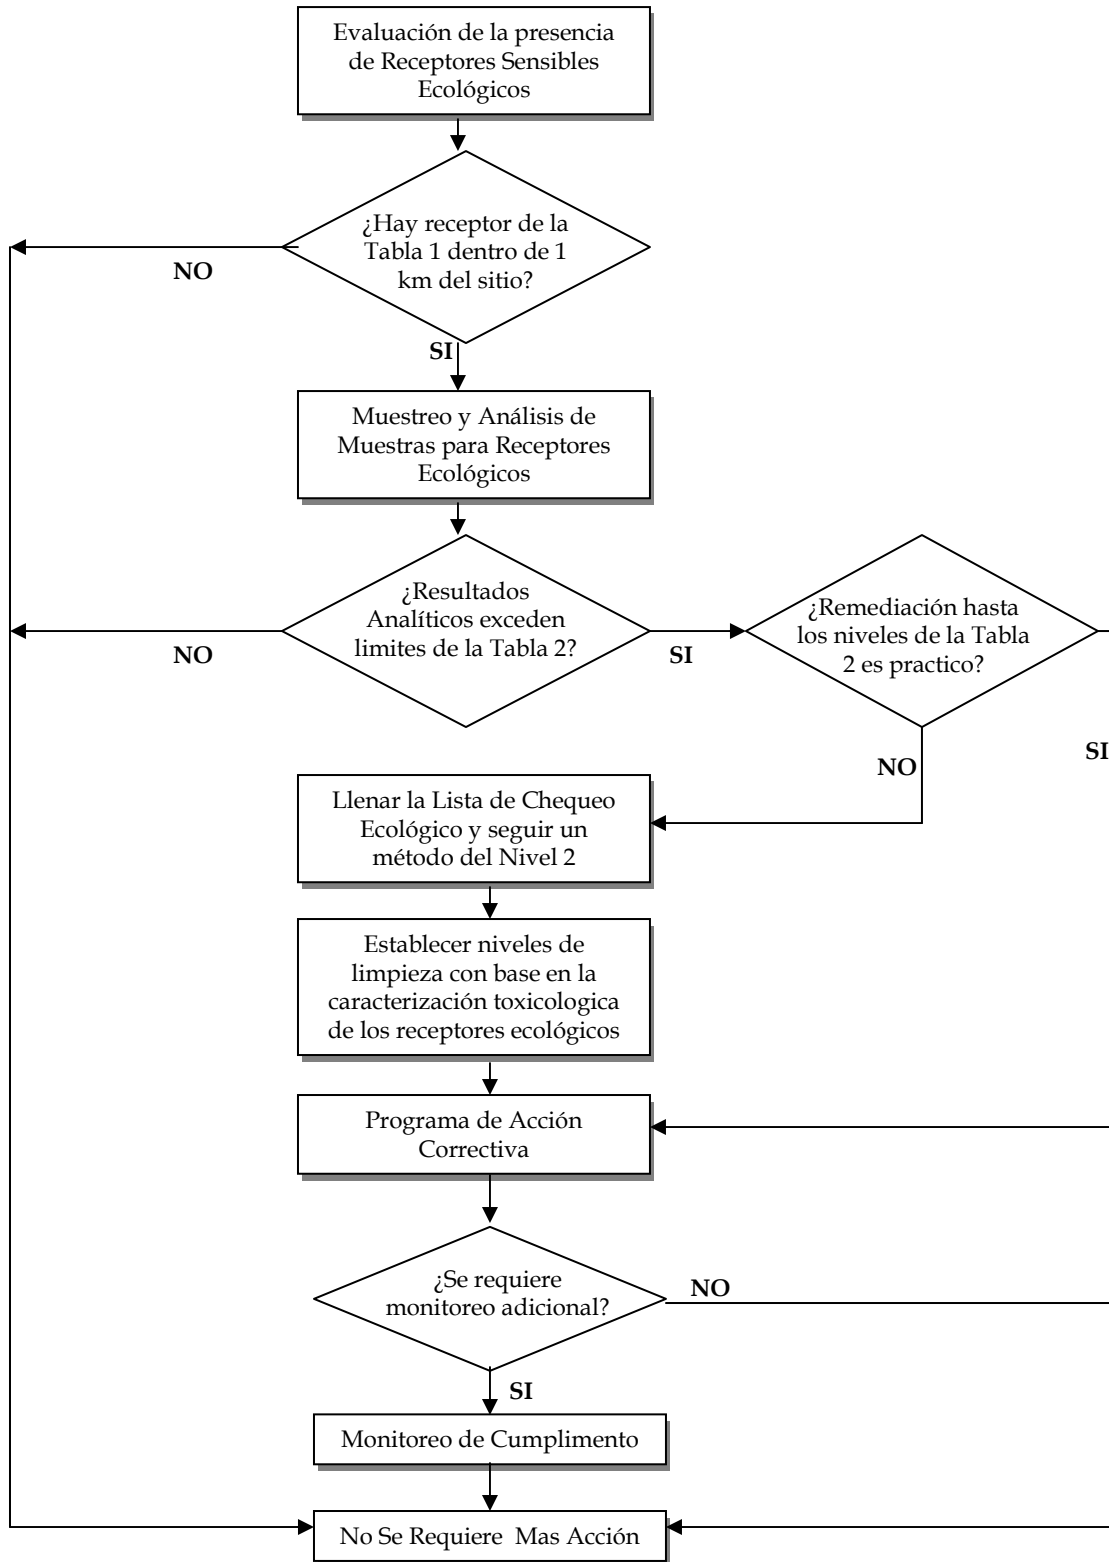 Evaluación de la presencia
de Receptores Sensibles
Ecológicos
¿Hay receptor de la
Tabla 1 dentro de 1
km del sitio?
NO
SI
Muestreo y Análisis de
Muestras para Receptores
Ecológicos
¿Resultados
Analíticos exceden
limites de la Tabla 2?
NO
SI
¿Remediación hasta
los niveles de la Tabla
2 es practico?
SI
NO
Llenar la Lista de Chequeo
Ecológico y seguir un
método del Nivel 2
Establecer niveles de
limpieza con base en la
caracterización toxicologica
de los receptores ecológicos
Programa de Acción
Correctiva
¿Se requiere
monitoreo adicional?
NO
SI
Monitoreo de Cumplimento
No Se Requiere Mas Acción